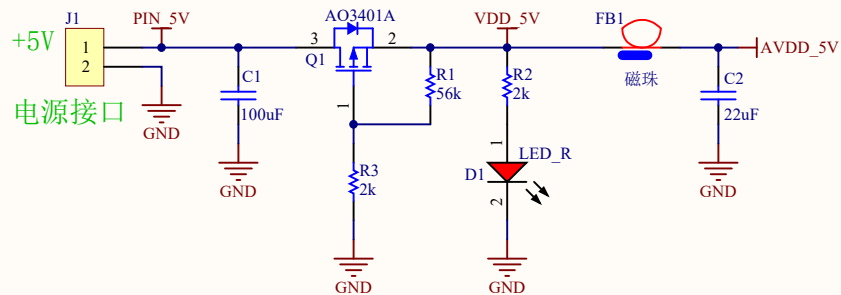 J1
PIN_5V
AO3401A
VDD_5V
FB1
+5V
1
2
3
2
Q1
AVDD_5V
C1
100uF
R1
56k
R2
2k
磁珠
C2
22uF
电源接口
GND
GND
1
R3
2k
1
LED_R
D1
2
GND
GND
GND